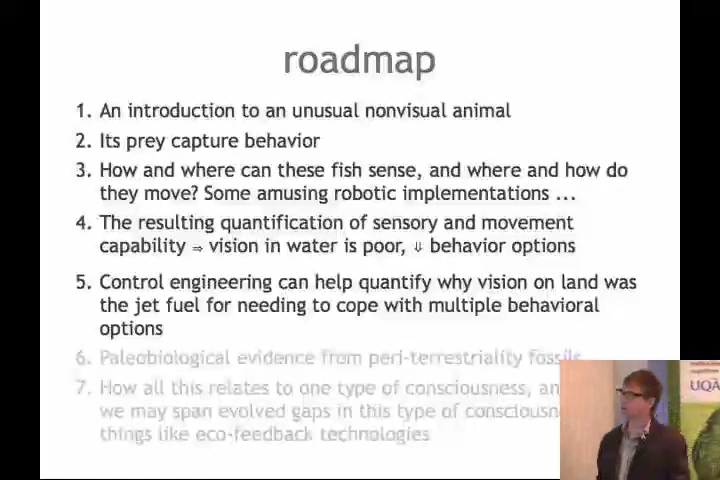 roadmap
1. An introduction to an unusual nonvisual animal
2. Its prey capture behavior
3. How and where can these fish sense, and where and how do
they move? Some amusing robotic implementations ...
4. The resulting quantification of sensory and movement
capability ⇒ vision in water is poor, ⇓ behavior options
5. Control engineering can help quantify why vision on land was
the jet fuel for needing to cope with multiple behavioral
options
6. Paleobiological evidence from peri-terrestriality fossils
7. How all this relates to one type of consciousness, an
we may span evolved gaps in this type of consciousn
things like eco-feedback technologies
UQÀ